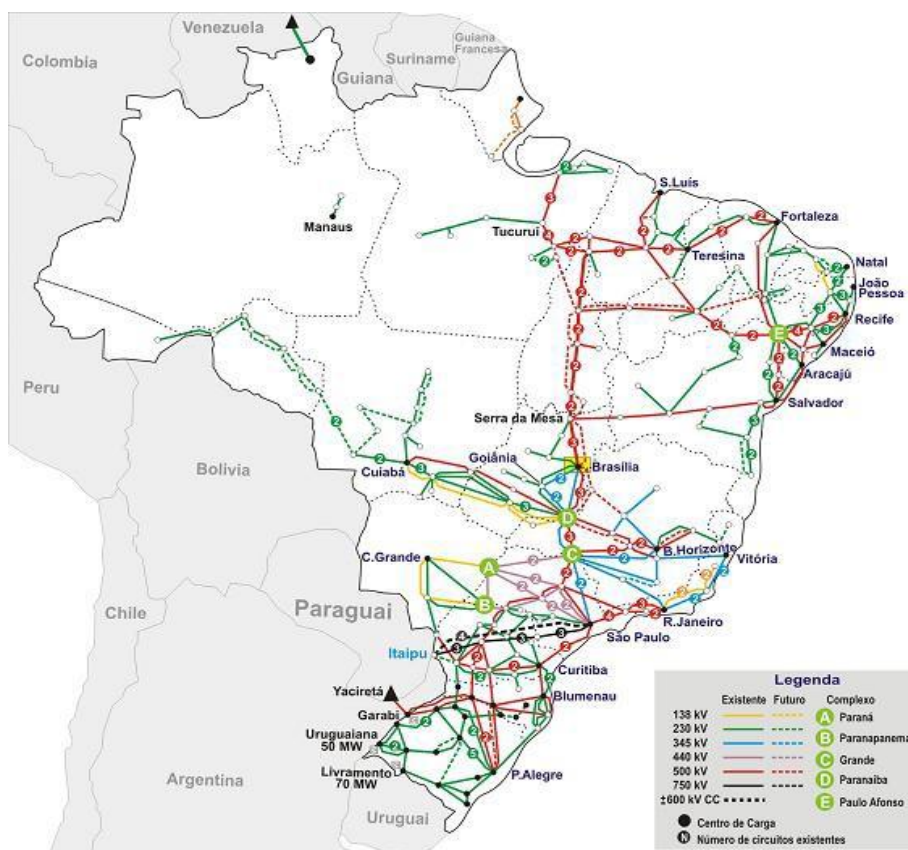 Venezuela
Colombia
Guiana
Suriname
Guiana
Francesa
Manaus
Tucuruí
S.Luís
Fortaleza
Teresina
Natal
João
Pessoa
Recife
Maceió
Aracajú
Salvador
Peru
Bolívia
Serra da Mesa
Goiânia
Brasília
Cuiabá
B.Horizonte
Vitória
C.Grande
Paraguai
Chile
R.Janeiro
São Paulo
Itaipu
Curitiba
Blumenau
Yaciretá
Garabi
Uruguaiana
50 MW
Livramento
70 MW
P.Alegre
Argentina
Uruguai
A
B
C
D
E
Legenda
Existente Futuro Complexo
138 kV A Paraná
230 kV B Paranapanema
345 kV C Grande
440 kV D Paranaiba
500 kV E Paulo Afonso
750 kV
±600 kV CC
Centro de Carga
N Número de circuitos existentes